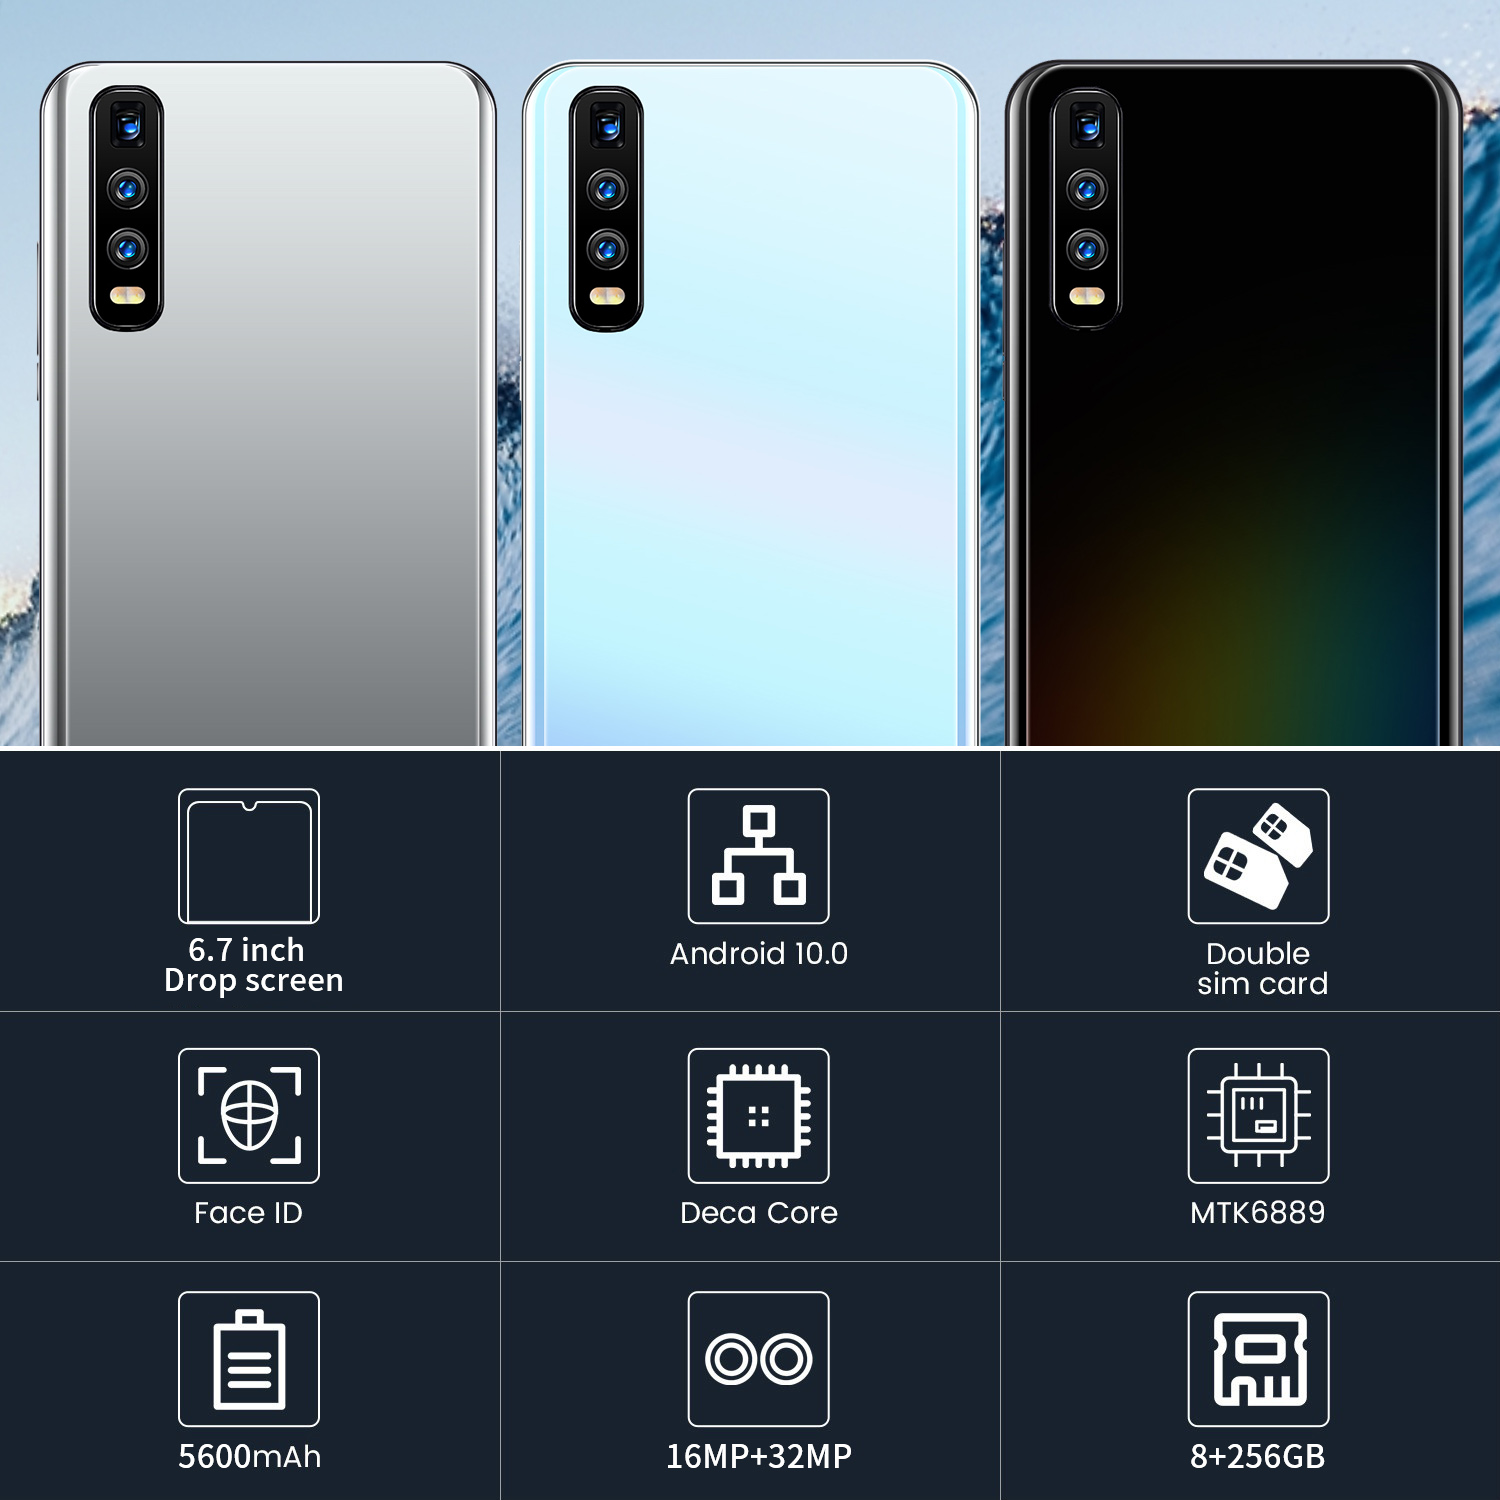 6.7 inch
Drop screen
Android 10.0
Double
sim card
Face ID
Deca Core
MTK6889
5600mAh
16MP+32MP
8+256GB